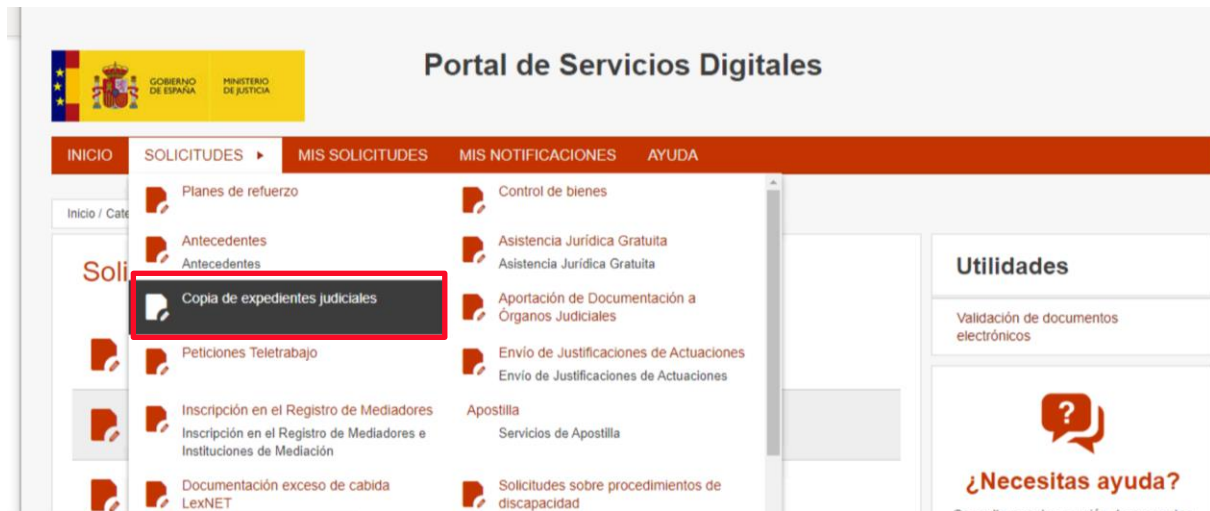 GOBIERNO
DE ESPAÑA
MINISTERIO
DE JUSTICIA
Portal de Servicios Digitales
INICIO SOLICITUDES MIS SOLICITUDES MIS NOTIFICACIONES AYUDA
Inicio / Cate
Soli
Planes de refuerzo
Control de bienes
Antecedentes
Antecedentes
Asistencia Jurídica Gratuita
Asistencia Jurídica Gratuita
Copia de expedientes judiciales
Aportación de Documentación a
Órganos Judiciales
Peticiones Teletrabajo
Envío de Justificaciones de Actuaciones
Envío de Justificaciones de Actuaciones
Inscripción en el Registro de Mediadores
Inscripción en el Registro de Mediadores e
Instituciones de Mediación
Apostilla
Servicios de Apostilla
Documentación exceso de cabida
LexNET
Solicitudes sobre procedimientos de
discapacidad
Utilidades
Validación de documentos
electrónicos
¿Necesitas ayuda?